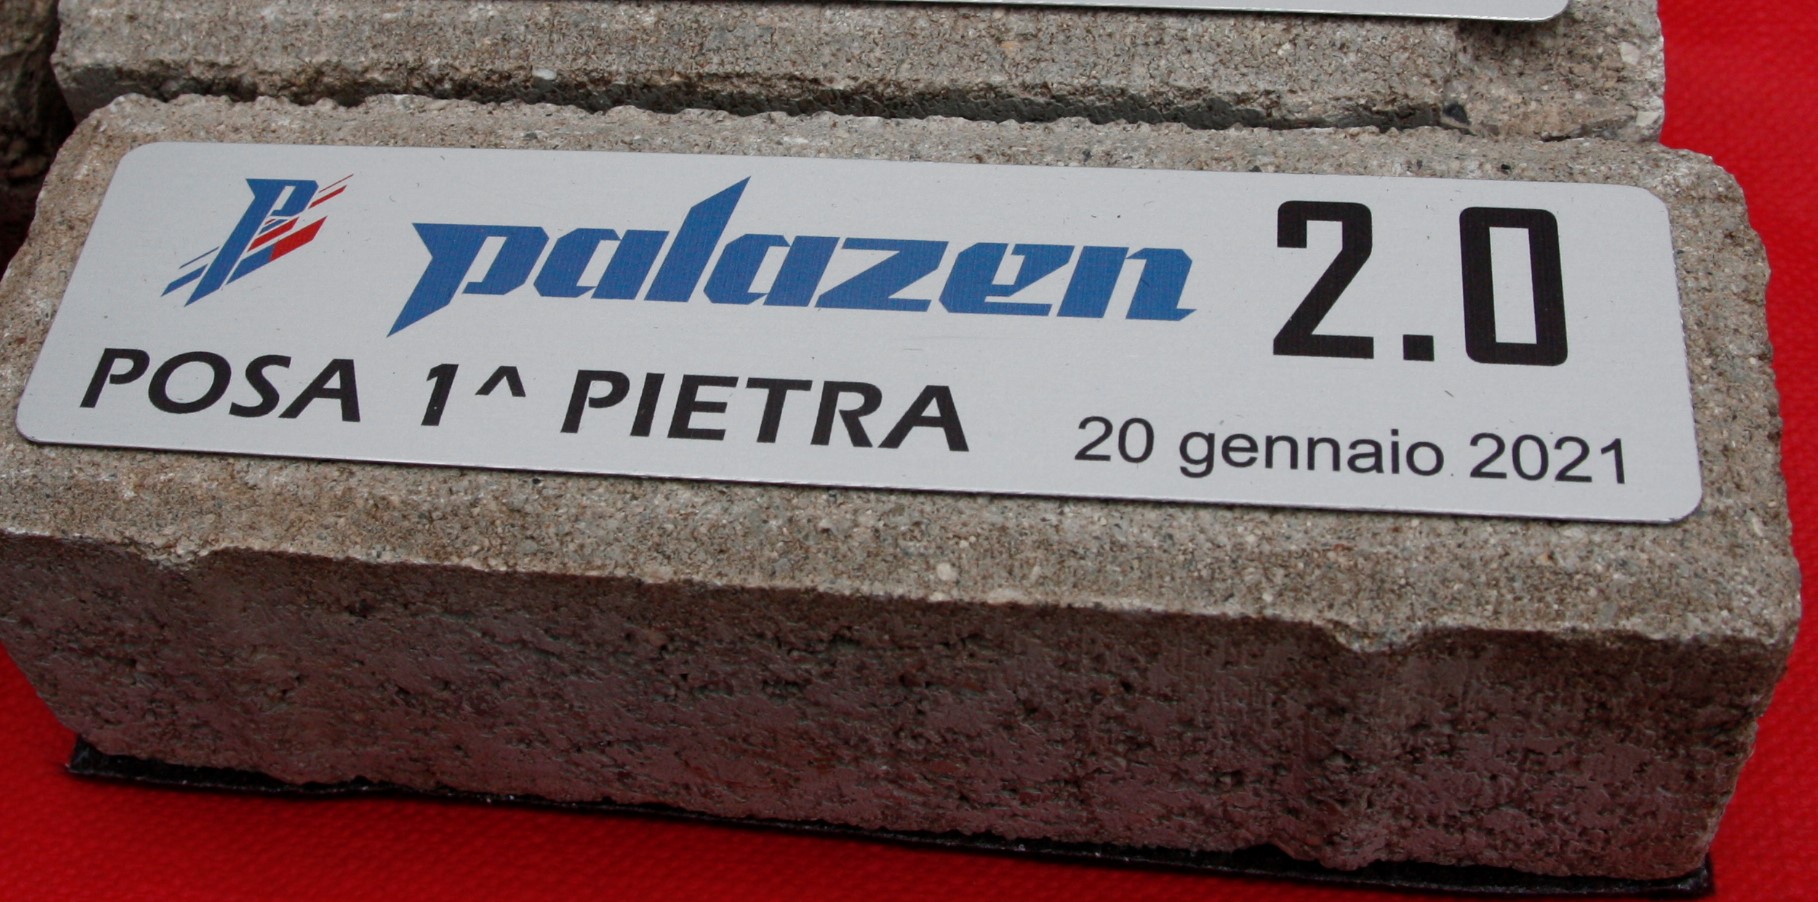 palazen 2.0
POSA 1^ PIETRA
20 gennaio 2021